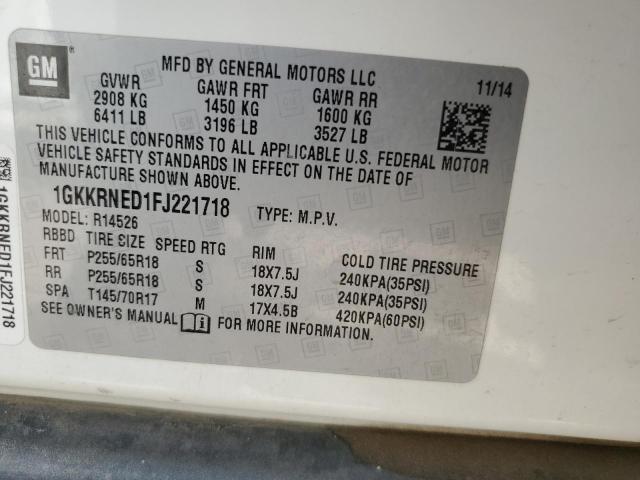 GM
MFD BY GENERAL MOTORS LLC
11/14
GVWR GAWR FRT GAWR RR
2908 KG 1450 KG 1600 KG
6411 LB 3196 LB 3527 LB
THIS VEHICLE CONFORMS TO ALL APPLICABLE U.S. FEDERAL MOTOR
VEHICLE SAFETY STANDARDS IN EFFECT ON THE DATE OF
MANUFACTURE SHOWN ABOVE.
1GKKRNED1FJ221718 TYPE: M.P.V.
MODEL: R14526
RBBD TIRE SIZE SPEED RTG RIM COLD TIRE PRESSURE
FRT P255/65R18 S 18X7.5J 240KPA(35PSI)
RR P255/65R18 S 18X7.5J 240KPA(35PSI)
SPA T145/70R17 M 17X4.5B 420KPA(60PSI)
SEE OWNER'S MANUAL FOR MORE INFORMATION.
1GKKRNED1FJ221718